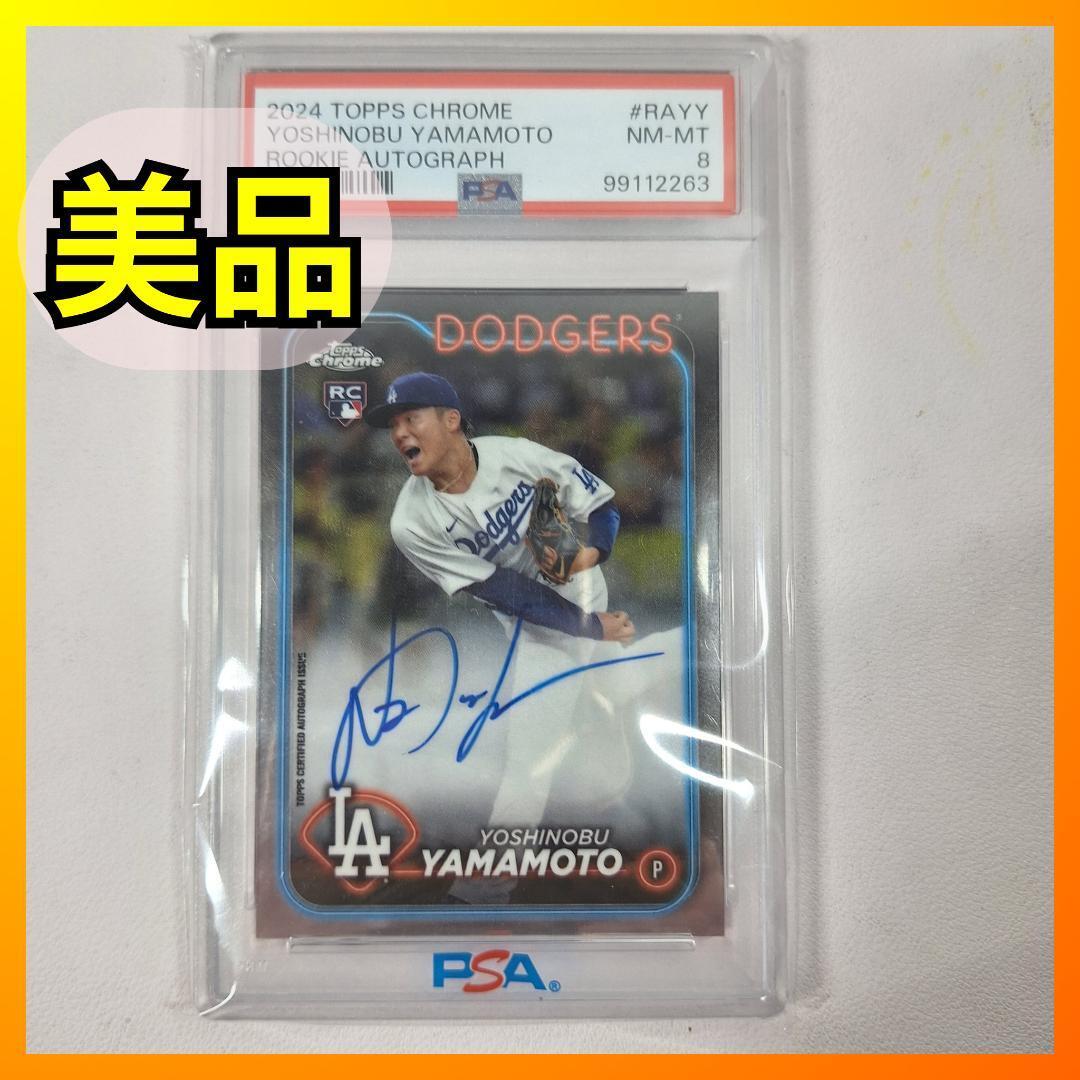 2024 TOPPS CHROME #RAYY
YOSHINOBU YAMAMOTO NM-MT
ROOKIE AUTOGRAPH 8
PSA 99112263
美品
DODGERS
Topps Chrome
RC
LA
Dodgers
LA
TOPPS CERTIFIED AUTOGRAPH ISSUE
LA
YOSHINOBU
YAMAMOTO P
PSA®